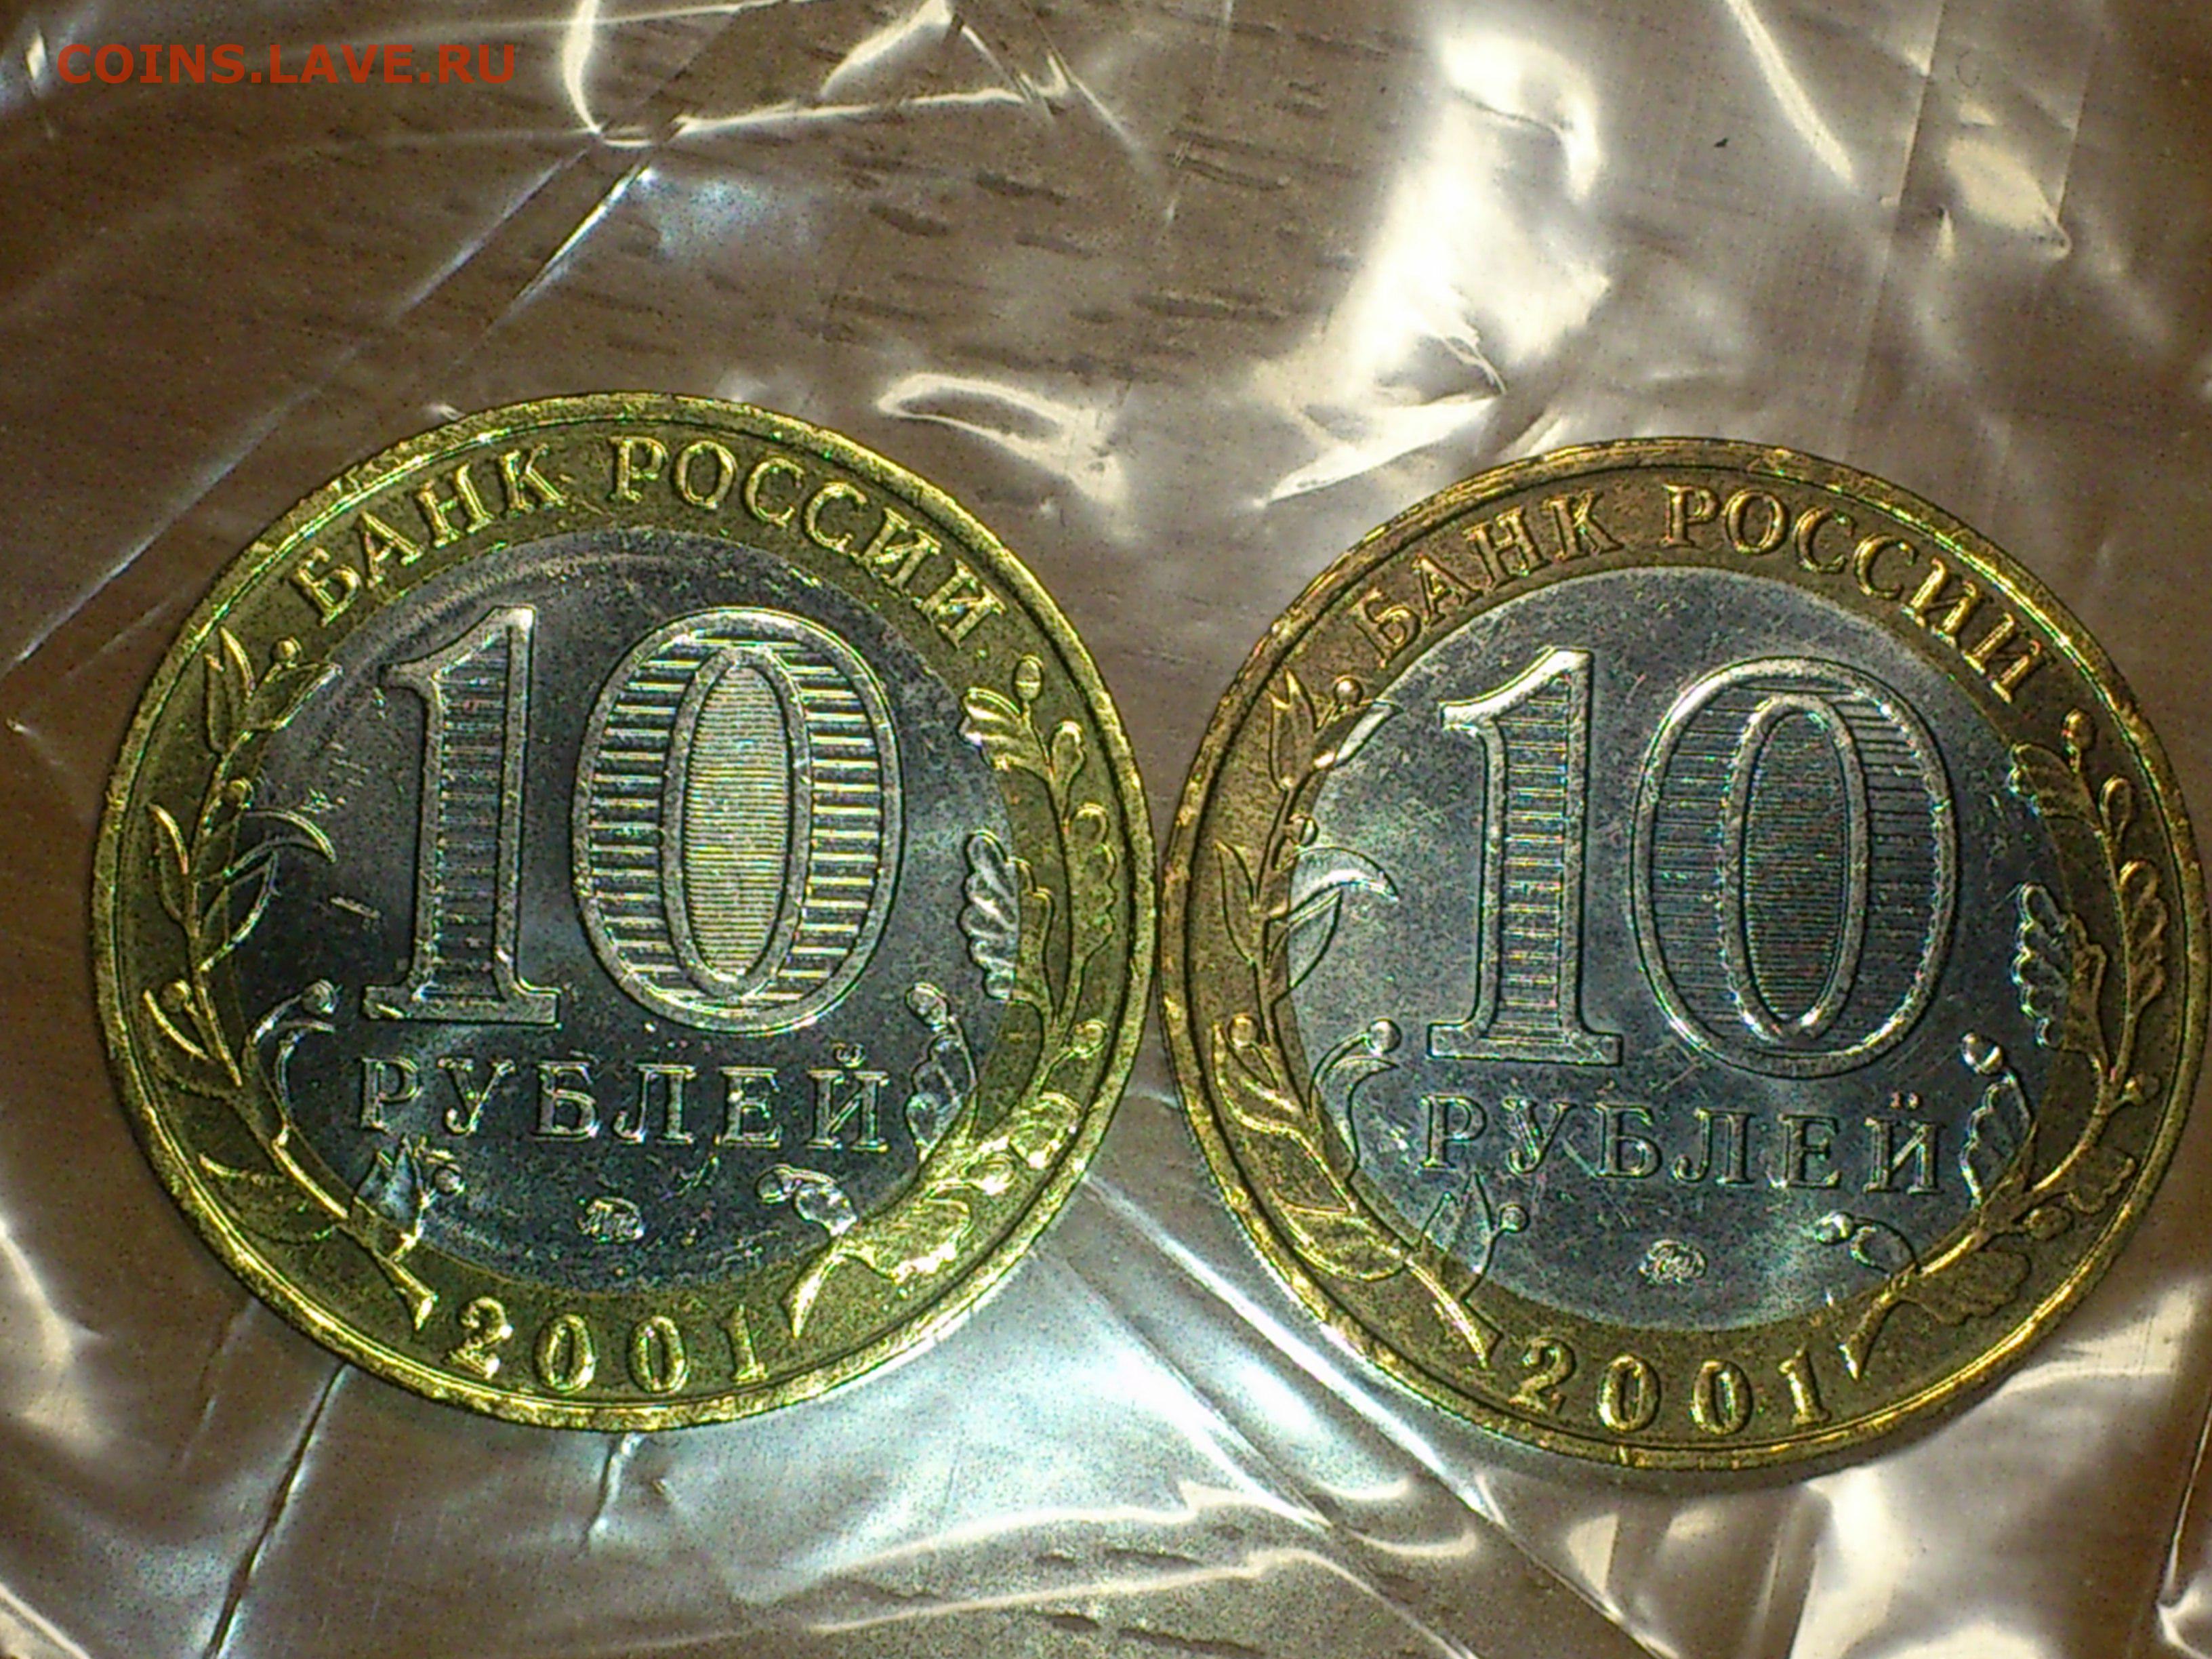 COINS.LAVE.RU
БАНК РОССИИ
10
РУБЛЕЙ
2001
БАНК РОССИИ
10
РУБЛЕЙ
2001